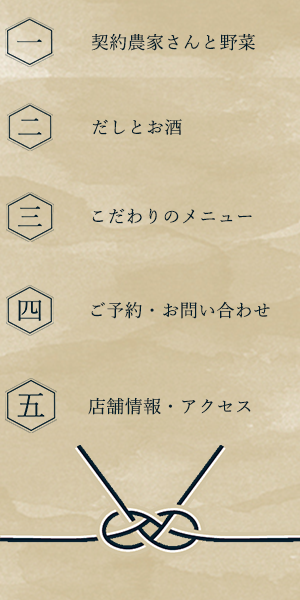 一 契約農家さんと野菜
二 だしとお酒
三 こだわりのメニュー
四 ご予約・お問い合わせ
五 店舗情報・アクセス